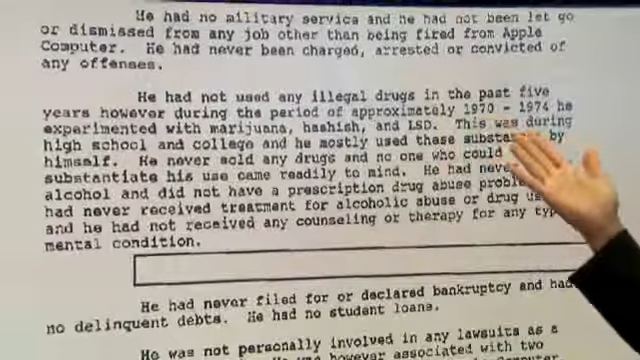 He had no military service and he had not been let go
or dismissed from any job other than being fired from Apple
Computer. He had never been charged, arrested or convicted of
any offenses.
He had not used any illegal drugs in the past five
years however during the period of approximately 1970 - 1974 he
experimented with marijuana, hashish, and LSD. This was during
high school and college and he mostly used these by
himself. He never sold any drugs and no one who could
substantiate his use came readily to mind. He had
alcohol and did not have a prescription drug abuse
had never received treatment for alcoholic abuse or drug
and he had not received any counseling or therapy for any
mental condition.
He had never filed for or declared bankruptcy and had
no delinquent debts. He had no student loans.
He was not personally involved in any lawsuits as a
however associated with two